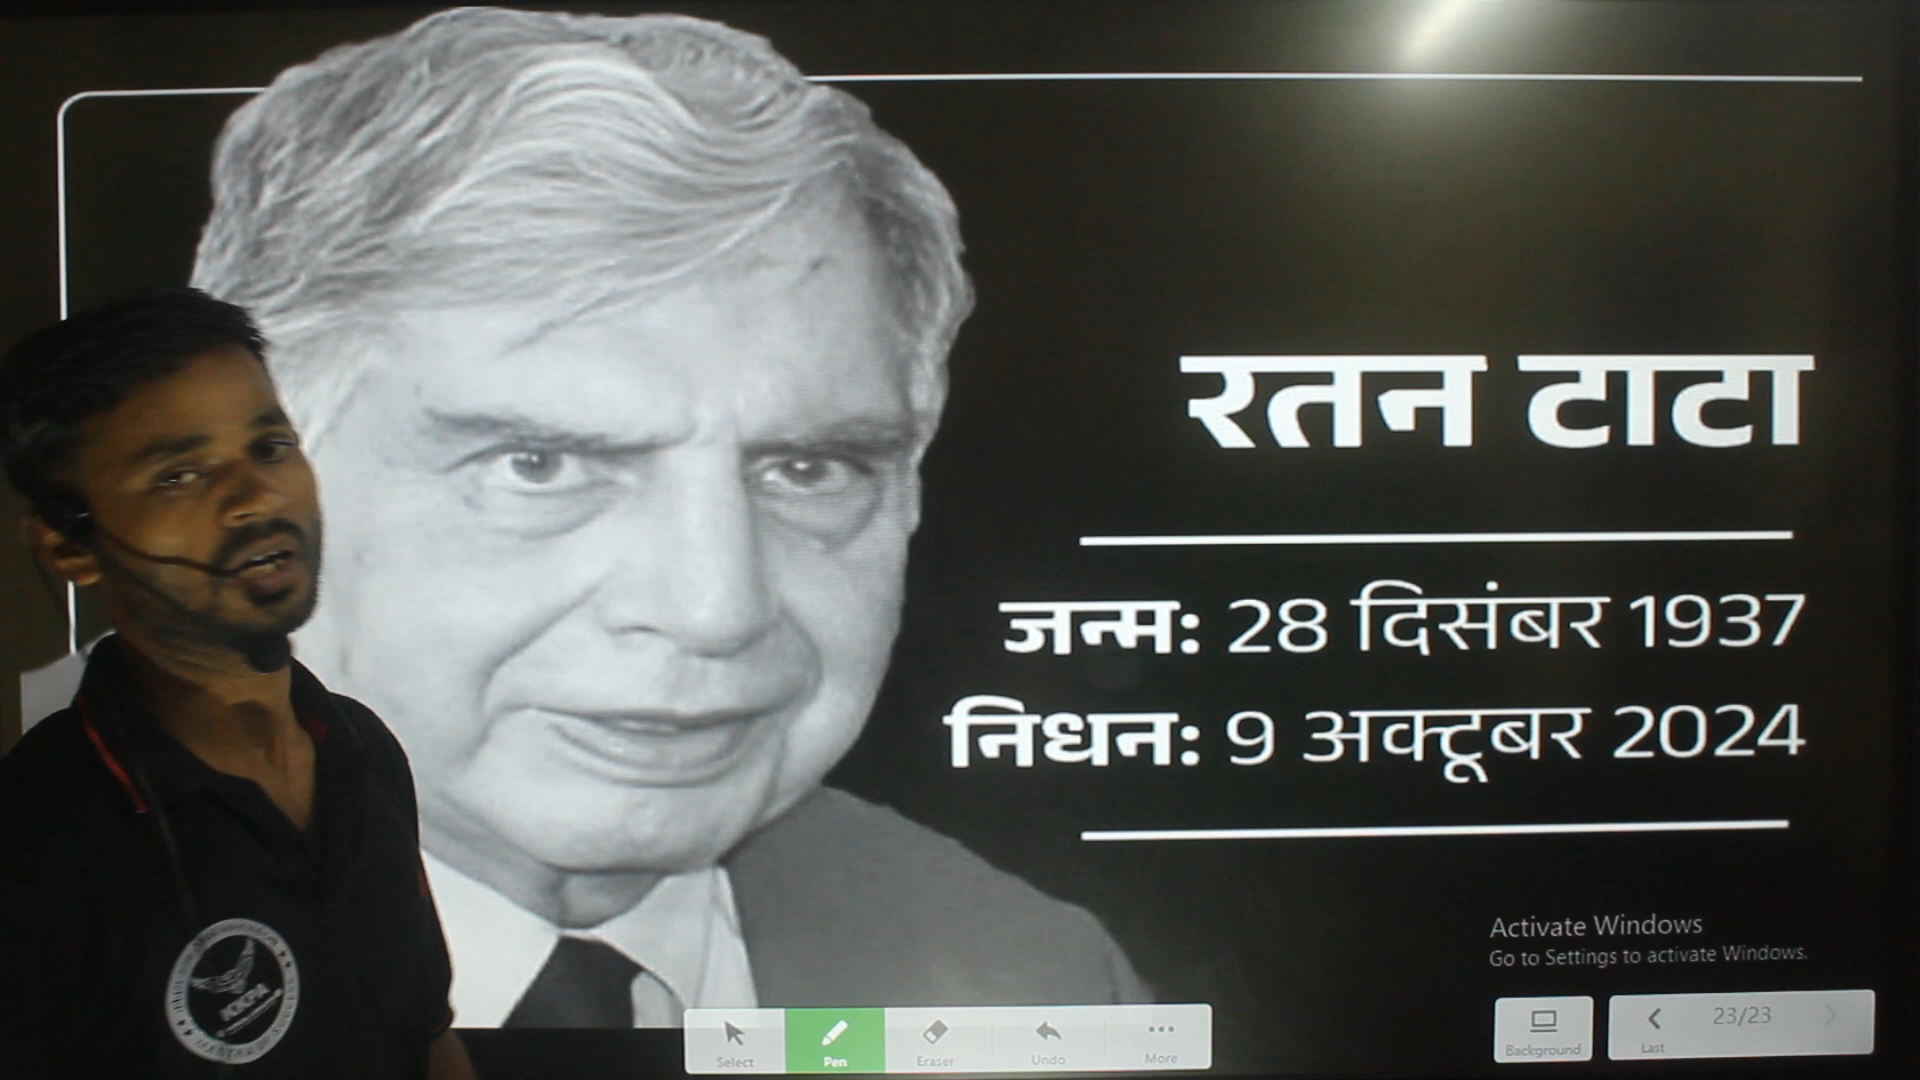 रतन टाटा
जन्म: 28 दिसंबर 1937
निधन: 9 अक्टूबर 2024
Activate Windows
Go to Settings to activate Windows.
Select
Pen
Eraser
Undo
More
Background
Last
23/23
KKPA